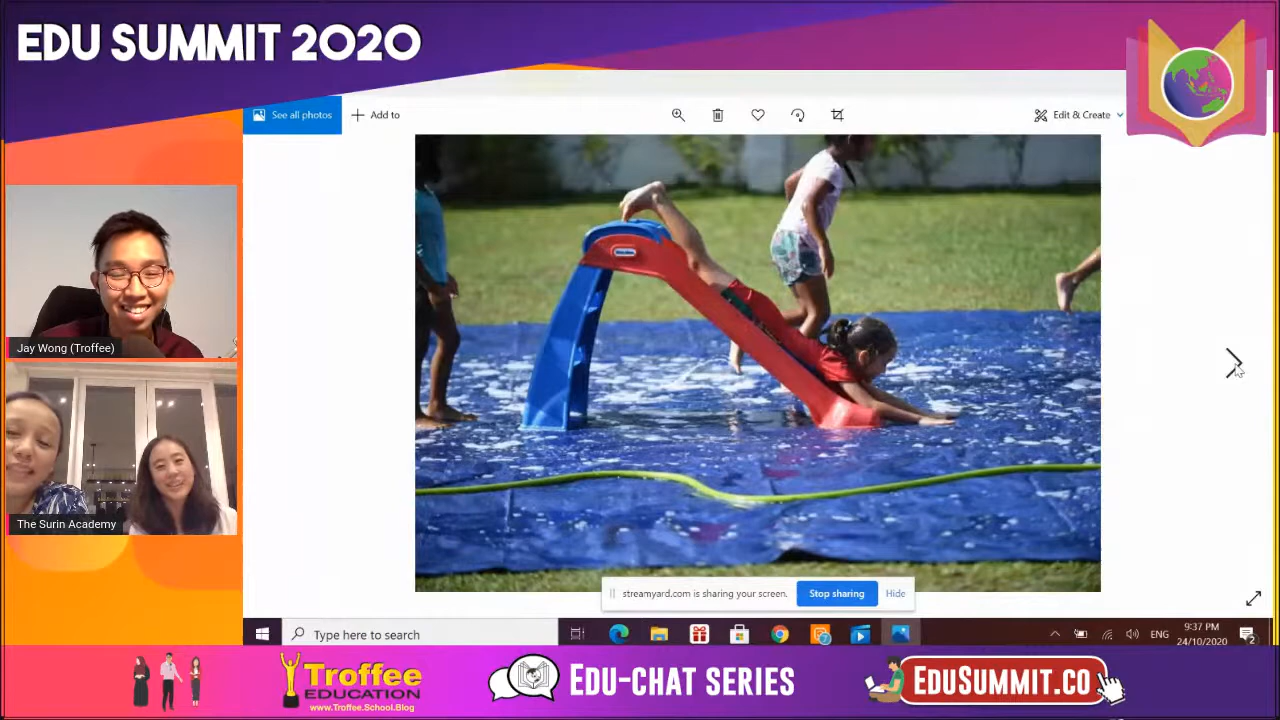 EDU SUMMIT 2020
See all photos
Add to
Edit & Create
Jay Wong (Troffee)
The Surin Academy
streamyard.com is sharing your screen.
Stop sharing
Hide
Type here to search
ENG
9:37 PM
24/10/2020
2
Troffee
EDUCATION
www.Troffee.School.Blog
EDU-CHAT SERIES
EDUSUMMIT.CO